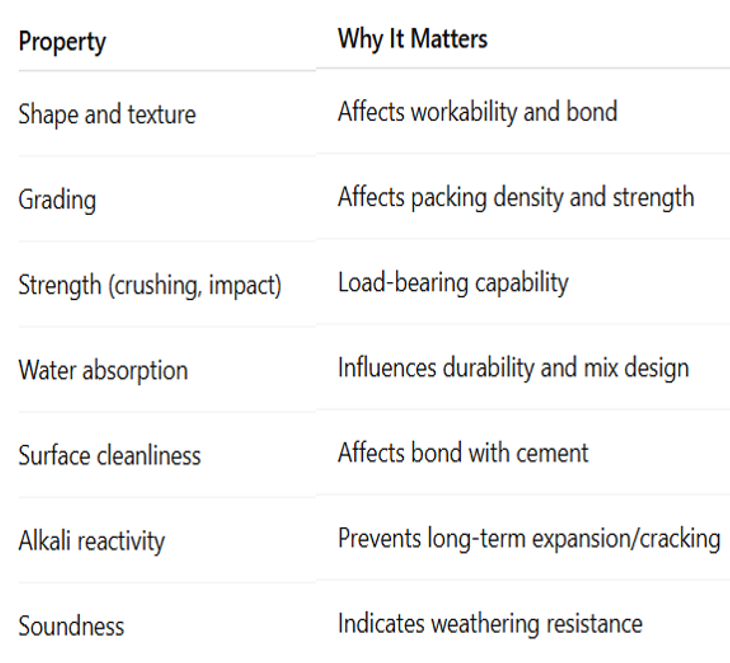 Property Why It Matters
Shape and texture Affects workability and bond
Grading Affects packing density and strength
Strength (crushing, impact) Load-bearing capability
Water absorption Influences durability and mix design
Surface cleanliness Affects bond with cement
Alkali reactivity Prevents long-term expansion/cracking
Soundness Indicates weathering resistance